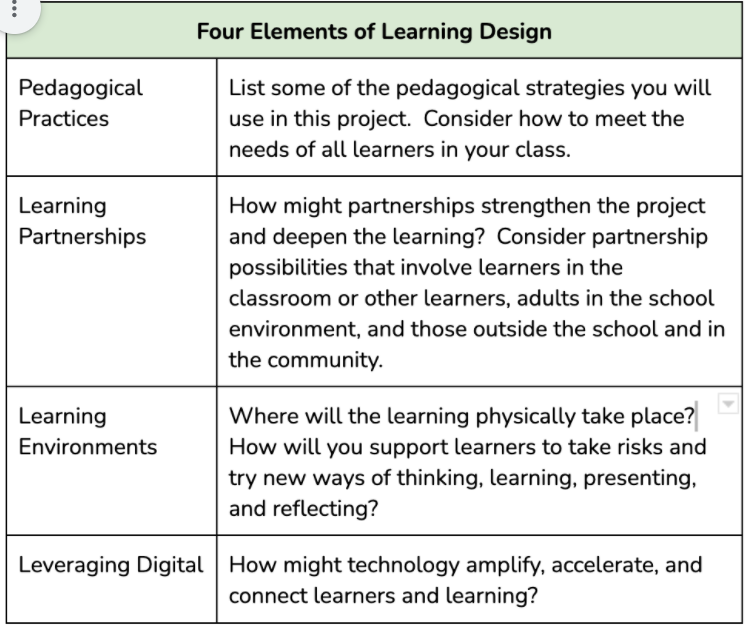 Four Elements of Learning Design
Pedagogical
Practices
List some of the pedagogical strategies you will
use in this project.  Consider how to meet the
needs of all learners in your class.
Learning
Partnerships
How might partnerships strengthen the project
and deepen the learning?  Consider partnership
possibilities that involve learners in the
classroom or other learners, adults in the school
environment, and those outside the school and in
the community.
Learning
Environments
Where will the learning physically take place?
How will you support learners to take risks and
try new ways of thinking, learning, presenting,
and reflecting?
Leveraging Digital
How might technology amplify, accelerate, and
connect learners and learning?